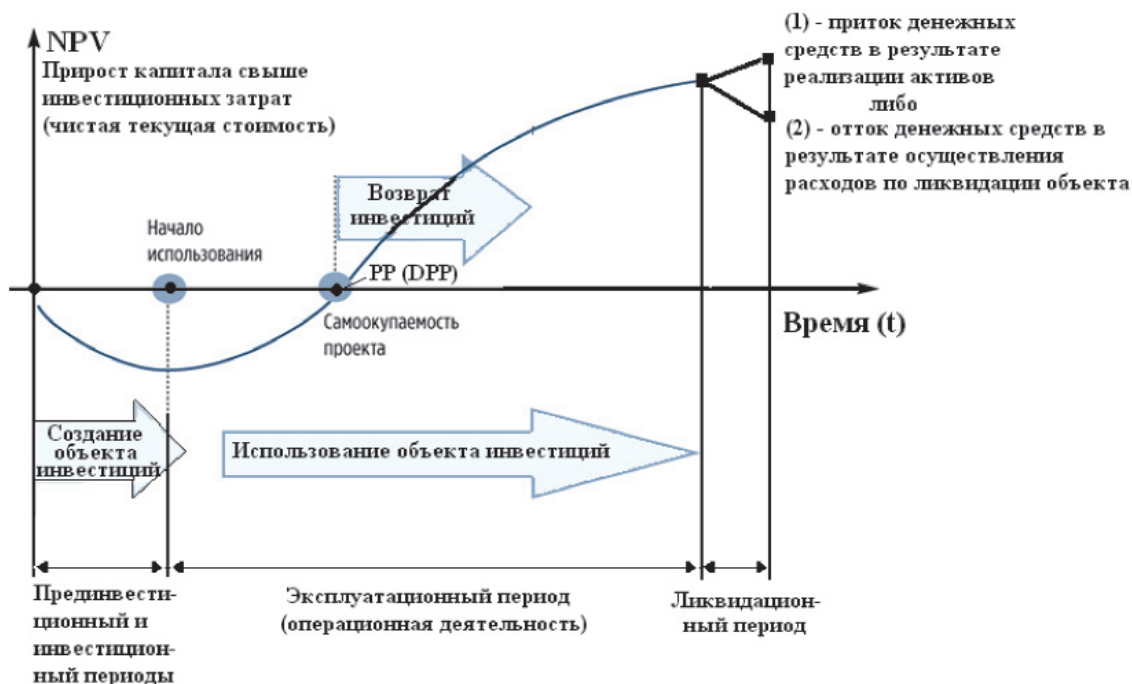 NPV
Прирост капитала свыше
инвестиционных затрат
(чистая текущая стоимость)
(1) - приток денежных
средств в результате
реализации активов
либо
(2) - отток денежных средств в
результате осуществления
расходов по ликвидации объекта
Возврат
инвестиций
Начало
использования
PP (DPP)
Самоокупаемость
проекта
Время (t)
Создание
объекта
инвестиций
Использование объекта инвестиций
Прединвести-
ционный и
инвестицион-
ный периоды
Эксплуатационный период
(операционная деятельность)
Ликвидацион-
ный период